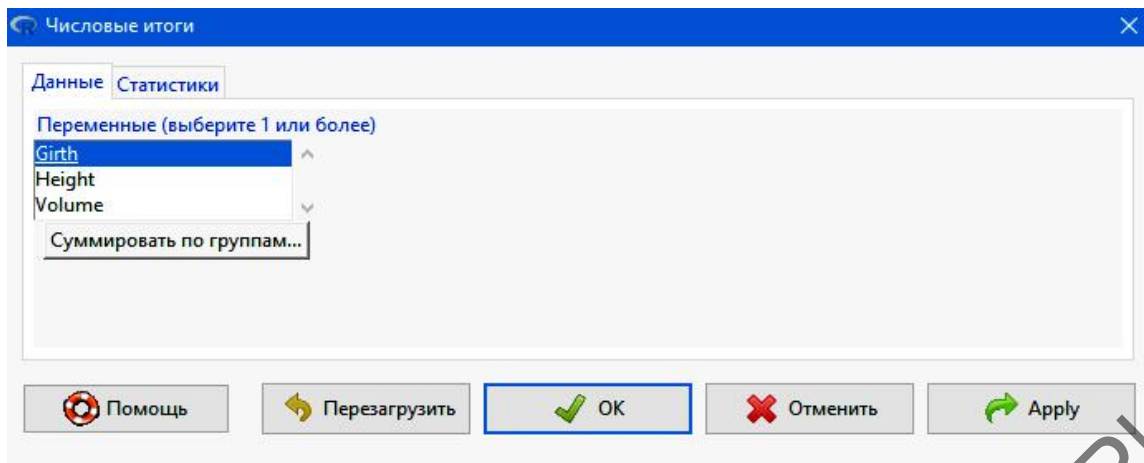 Числовые итоги
Данные Статистики
Переменные (выберите 1 или более)
Girth
Height
Volume
Суммировать по группам...
Помощь Перезагрузить OK Отменить Apply